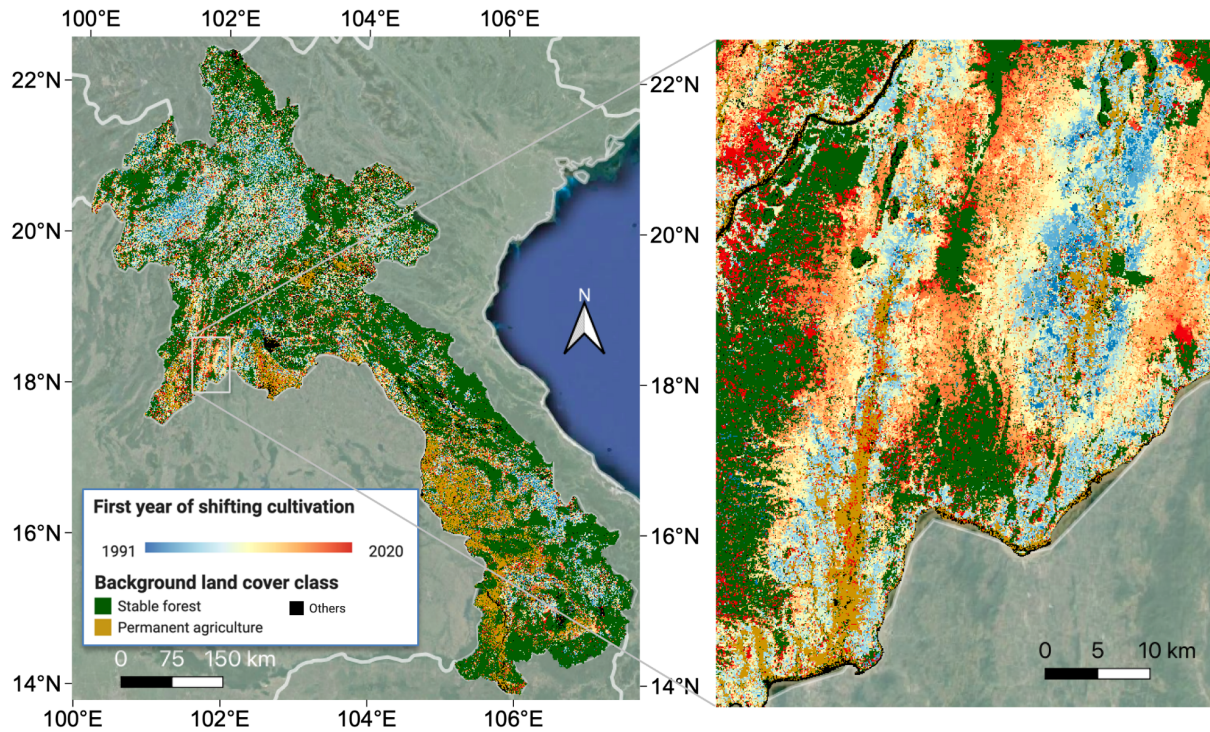 100°E 102°E 104°E 106°E
22°N 22°N
20°N 20°N
N
18°N 18°N
16°N 16°N
14°N 14°N
First year of shifting cultivation
1991 2020
Background land cover class
Stable forest Others
Permanent agriculture
0 75 150 km
0 5 10 km
100°E 102°E 104°E 106°E